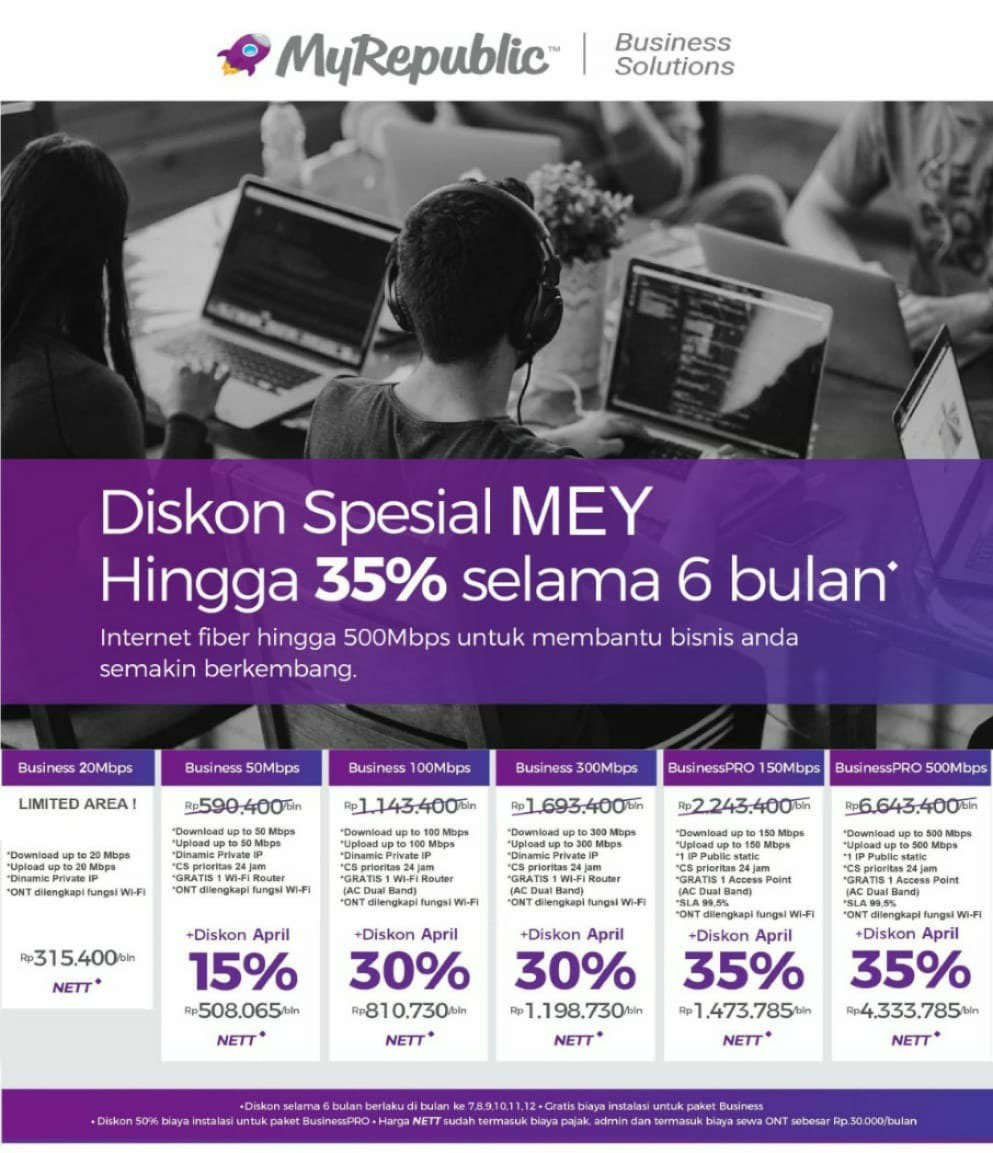 MyRepublic™ | Business
Solutions
Diskon Spesial MEY
Hingga 35% selama 6 bulan*
Internet fiber hingga 500Mbps untuk membantu bisnis anda
semakin berkembang.
Business 20Mbps
LIMITED AREA !
*Download up to 20 Mbps
*Upload up to 20 Mbps
*Dinamic Private IP
*ONT dilengkapi fungsi Wi-Fi
Rp315.400/bln
NETT*
Business 50Mbps
Rp590.400/bln
*Download up to 50 Mbps
*Upload up to 50 Mbps
*Dinamic Private IP
*CS prioritas 24 jam
*GRATIS 1 Wi-Fi Router
*ONT dilengkapi fungsi Wi-Fi
+Diskon April
15%
Rp508.065/bln
NETT*
Business 100Mbps
Rp1.143.400/bln
*Download up to 100 Mbps
*Upload up to 100 Mbps
*Dinamic Private IP
*CS prioritas 24 jam
*GRATIS 1 Wi-Fi Router
(AC Dual Band)
*ONT dilengkapi fungsi Wi-Fi
+Diskon April
30%
Rp810.730/bln
NETT*
Business 300Mbps
Rp1.693.400/bln
*Download up to 300 Mbps
*Upload up to 300 Mbps
*Dinamic Private IP
*CS prioritas 24 jam
*GRATIS 1 Wi-Fi Router
(AC Dual Band)
*ONT dilengkapi fungsi Wi-Fi
+Diskon April
30%
Rp1.198.730/bln
NETT*
BusinessPRO 150Mbps
Rp2.243.400/bln
*Download up to 150 Mbps
*Upload up to 150 Mbps
*1 IP Public static
*CS prioritas 24 jam
*GRATIS 1 Access Point
(AC Dual Band)
*SLA 99,5%
*ONT dilengkapi fungsi Wi-Fi
+Diskon April
35%
Rp1.473.785/bln
NETT*
BusinessPRO 500Mbps
Rp6.643.400/bln
*Download up to 500 Mbps
*Upload up to 500 Mbps
*1 IP Public static
*CS prioritas 24 jam
*GRATIS 1 Access Point
(AC Dual Band)
*SLA 99,5%
*ONT dilengkapi fungsi Wi-Fi
+Diskon April
35%
Rp4.333.785/bln
NETT*
•Diskon selama 6 bulan berlaku di bulan ke 7,8,9,10,11,12 • Gratis biaya instalasi untuk paket Business
• Diskon 50% biaya instalasi untuk paket BusinessPRO • Harga NETT sudah termasuk biaya pajak, admin dan termasuk biaya sewa ONT sebesar Rp.30.000/bulan